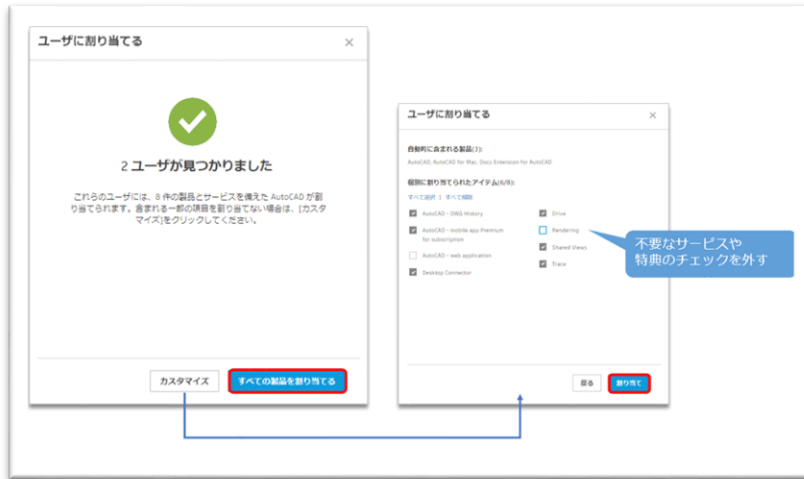 ユーザに割り当てる
2 ユーザが見つかりました
これらのユーザには、8 件の製品とサービスを備えた AutoCAD が割
り当てられます。含まれる一部の項目を割り当てない場合は、[カスタ
マイズ]をクリックしてください。
カスタマイズ
すべての製品を割り当てる
ユーザに割り当てる
自動的に含まれる製品(3):
AutoCAD, AutoCAD for Mac, Docs Extension for AutoCAD
個別に割り当てられたアイテム(6/8):
すべて選択 | すべて解除
AutoCAD - DWG History
AutoCAD - mobile app Premium
for subscription
AutoCAD - web application
Desktop Connector
Drive
Rendering
Shared Views
Trace
不要なサービスや
特典のチェックを外す
戻る
割り当て